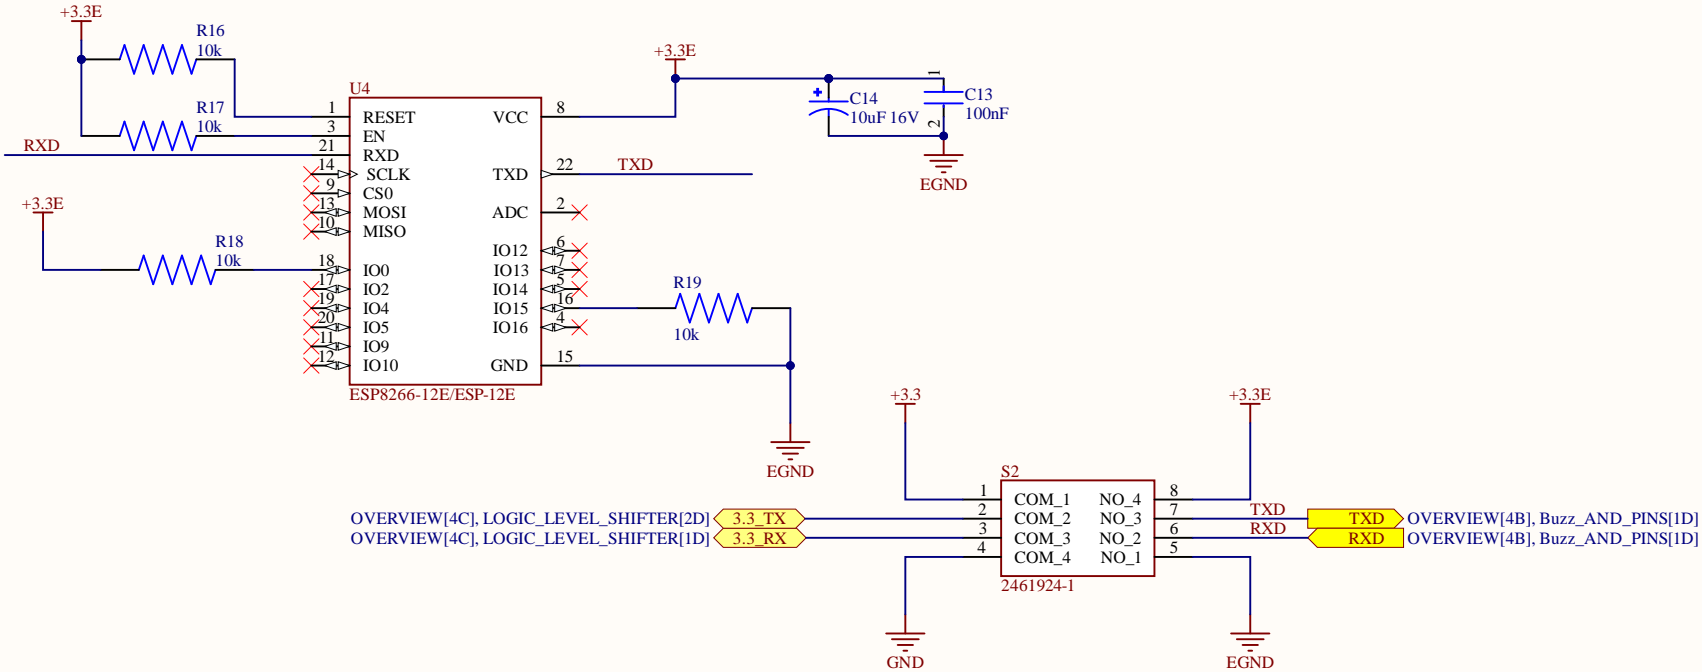 +3.3E
R16
10k
R17
10k
RXD
U4
1 RESET VCC 8
3 EN
21 RXD
14 SCLK TXD 22 TXD
9 CS0
13 MOSI ADC 2
10 MISO
IO12 6
18 IO0 IO13 7
17 IO2 IO14 5
19 IO4 IO15 16
20 IO5 IO16 4
11 IO9
12 IO10 GND 15
ESP8266-12E/ESP-12E
+3.3E
R18
10k
+3.3E
C14
10uF 16V
1
C13
100nF
2
EGND
R19
10k
EGND
+3.3
+3.3E
S2
1 COM_1 NO_4 8
OVERVIEW[4C], LOGIC_LEVEL_SHIFTER[2D] 3.3_TX 2 COM_2 NO_3 7 TXD TXD OVERVIEW[4B], Buzz_AND_PINS[1D]
OVERVIEW[4C], LOGIC_LEVEL_SHIFTER[1D] 3.3_RX 3 COM_3 NO_2 6 RXD RXD OVERVIEW[4B], Buzz_AND_PINS[1D]
4 COM_4 NO_1 5
2461924-1
GND
EGND